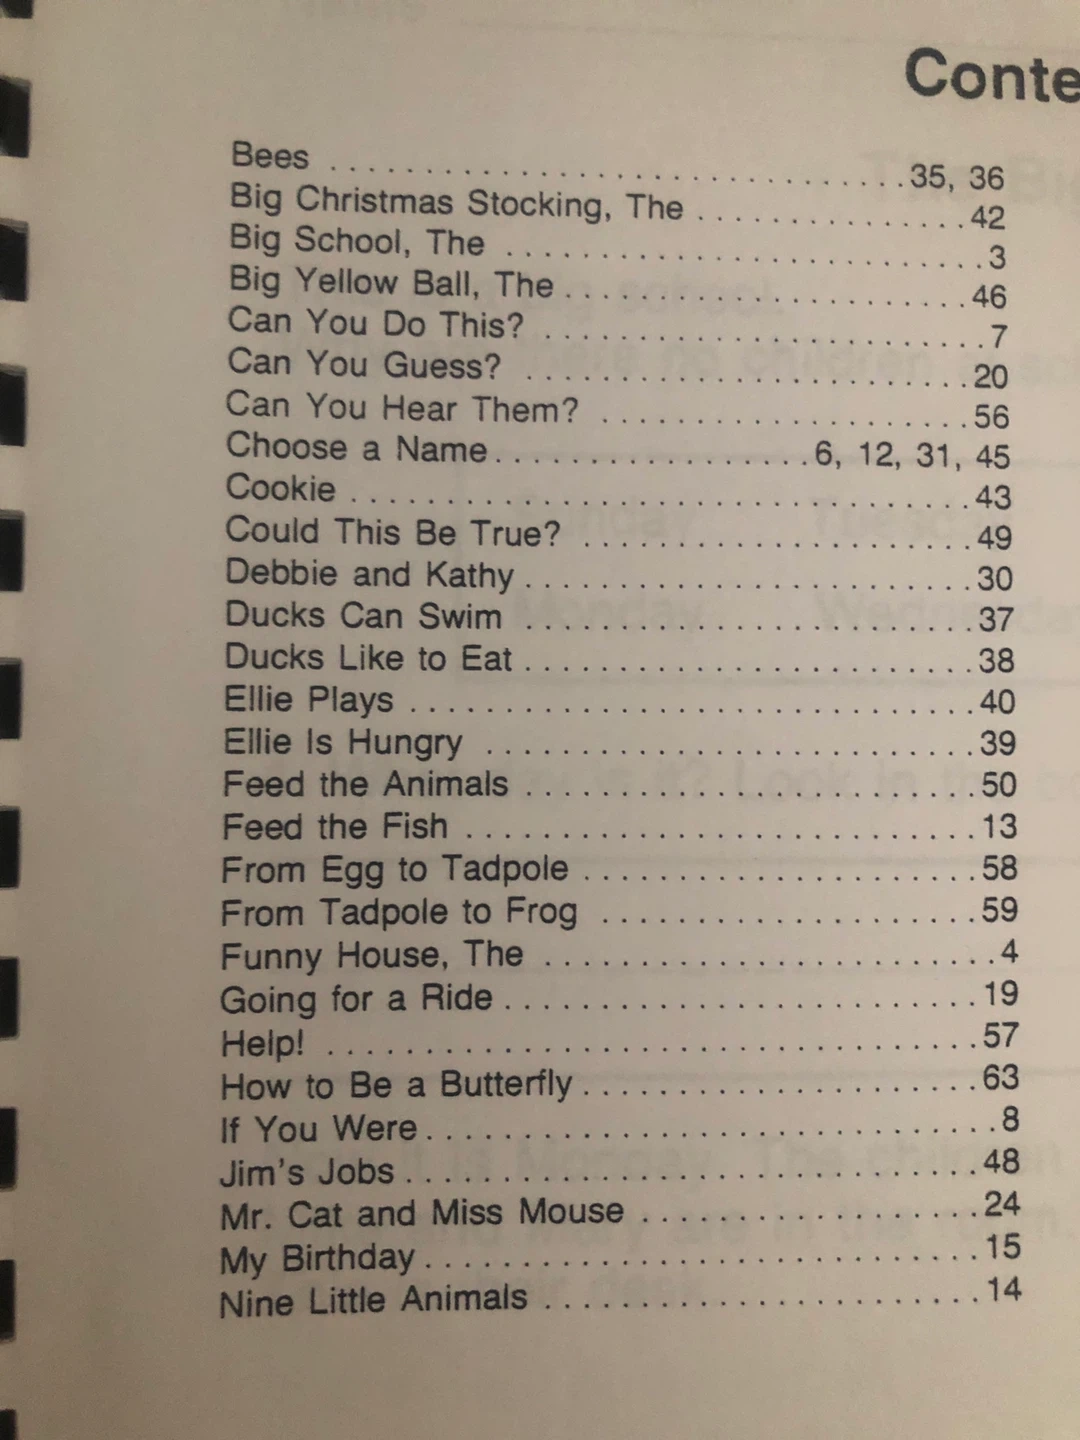 Conte
Bees ..............................35, 36
Big Christmas Stocking, The ..............42
Big School, The .........................3
Big Yellow Ball, The.....................46
Can You Do This? ........................7
Can You Guess? .......................20
Can You Hear Them? ...................56
Choose a Name.................6, 12, 31, 45
Cookie .................................43
Could This Be True? .....................49
Debbie and Kathy........................30
Ducks Can Swim ........................37
Ducks Like to Eat ........................38
Ellie Plays ..............................40
Ellie Is Hungry ..........................39
Feed the Animals ........................50
Feed the Fish ...........................13
From Egg to Tadpole .....................58
From Tadpole to Frog ....................59
Funny House, The ........................4
Going for a Ride.........................19
Help! ..................................57
How to Be a Butterfly.....................63
If You Were..............................8
Jim's Jobs ..............................48
Mr. Cat and Miss Mouse ..................24
My Birthday.............................15
Nine Little Animals .......................14